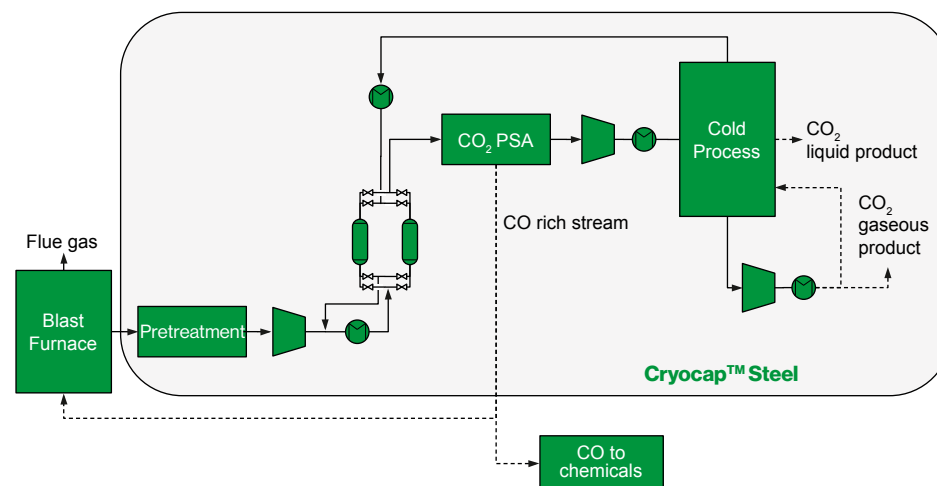 Flue gas
Blast
Furnace
Pretreatment
CO₂ PSA
CO rich stream
Cold
Process
CO₂
liquid product
CO₂
gaseous
product
Cryocap™ Steel
CO to
chemicals